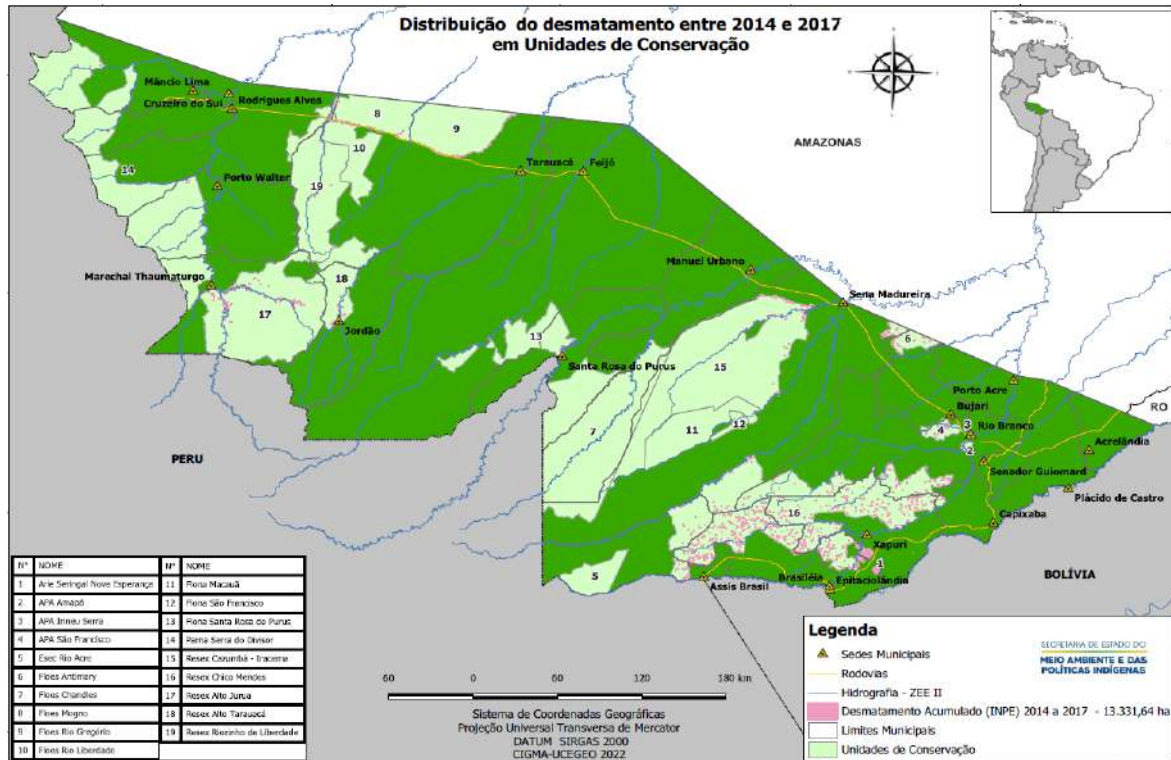 Distribuição do desmatamento entre 2014 e 2017
em Unidades de Conservação
AMAZONAS
Mâncio Lima
Cruzeiro do Sul
Rodrigues Alves
8
9
10
14
Porto Walter
19
Tarauacá
Feijó
Marechal Thaumaturgo
18
17
Jordão
Manuel Urbano
Sena Madureira
13
Santa Rosa do Purus
15
6
Porto Acre
Bujari
RO
7
11
12
4
3
Rio Branco
2
Acrelândia
Senador Guiomard
Plácido de Castro
PERU
16
Capixaba
Xapuri
1
5
Assis Brasil
Brasiléia
Epitaciolândia
BOLÍVIA
N° NOME N° NOME
1 Arie Seringal Nova Esperança 11 Flona Macauã
2 APA Amapá 12 Flona São Francisco
3 APA Irineu Serra 13 Flona Santa Rosa do Purus
4 APA São Francisco 14 Parna Serra do Divisor
5 Esec Rio Acre 15 Resex Cazumbá - Iracema
6 Floes Antimary 16 Resex Chico Mendes
7 Floes Chandles 17 Resex Alto Jurua
8 Floes Mogno 18 Resex Alto Tarauacá
9 Floes Rio Gregório 19 Resex Riozinho de Liberdade
10 Floes Rio Liberdade
60 0 60 120 180 km
Sistema de Coordenadas Geográficas
Projeção Universal Transversa de Mercator
DATUM SIRGAS 2000
CIGMA-UCEGEO 2022
Legenda
Sedes Municipais
Rodovias
Hidrografia - ZEE II
Desmatamento Acumulado (INPE) 2014 a 2017 - 13.331,64 ha
Limites Municipais
Unidades de Conservação
SECRETARIA DE ESTADO DO
MEIO AMBIENTE E DAS
POLÍTICAS INDÍGENAS